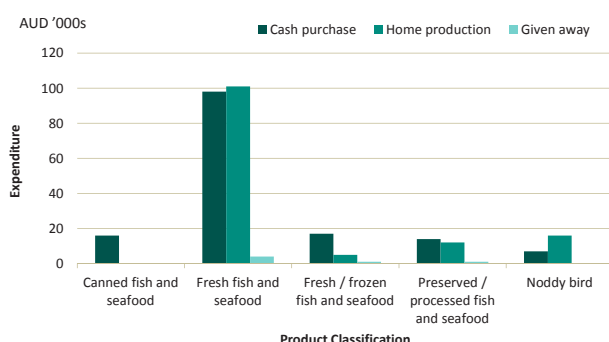 AUD ’000s
Cash purchase Home production Given away
120
100
80
60
40
20
0
Expenditure
Canned fish and seafood
Fresh fish and seafood
Fresh / frozen fish and seafood
Preserved / processed fish and seafood
Noddy bird
Product Classification